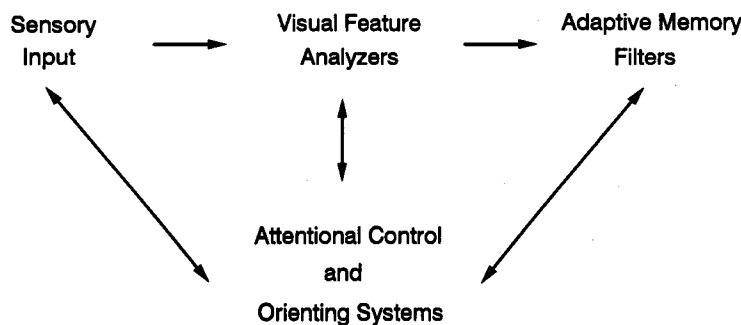 Sensory
Input
Visual Feature
Analyzers
Adaptive Memory
Filters
Attentional Control
and
Orienting Systems